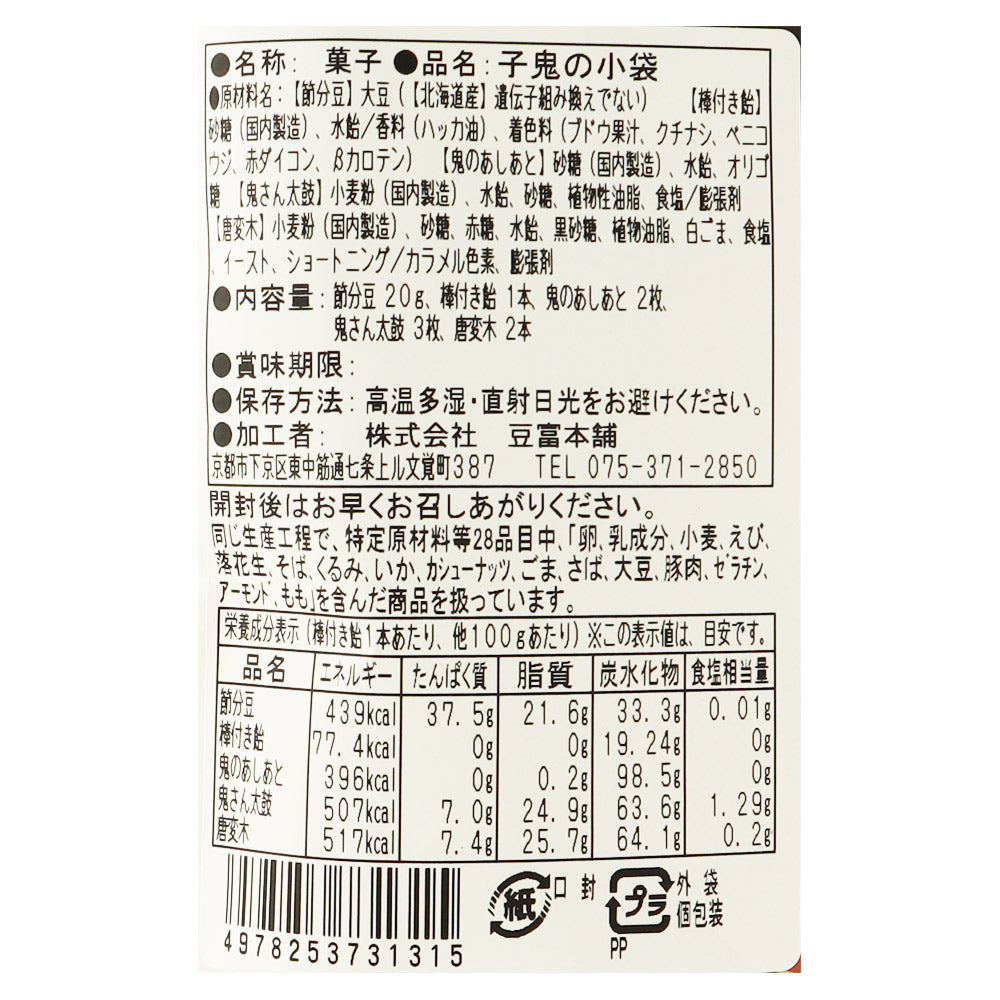 ●名称: 菓子 ●品名:子鬼の小袋
●原材料名:【節分豆】大豆(【北海道産】遺伝子組み換えでない) 【棒付き飴】
砂糖(国内製造)、水飴/香料(ハッカ油)、着色料(ブドウ果汁、クチナシ、ベニコ
ウジ、赤ダイコン、βカロテン) 【鬼のあしあと】砂糖(国内製造)、水飴、オリゴ
糖 【鬼さん太鼓】小麦粉(国内製造)、水飴、砂糖、植物性油脂、食塩/膨張剤
【唐変木】小麦粉(国内製造)、砂糖、赤糖、水飴、黒砂糖、植物油脂、白ごま、食塩
、イースト、ショートニング/カラメル色素、膨張剤
●内容量:節分豆 20g、棒付き飴 1本、鬼のあしあと 2枚、
鬼さん太鼓 3枚、唐変木 2本
●賞味期限:
●保存方法:高温多湿・直射日光をお避けください。
●加工者: 株式会社 豆富本舗
京都市下京区東中筋通七条上ル文覚町387 TEL 075-371-2850
開封後はお早くお召しあがりください。
同じ生産工程で、特定原材料等28品目中、「卵、乳成分、小麦、えび、
落花生、そば、くるみ、いか、カシューナッツ、ごま、さば、大豆、豚肉、ゼラチン、
アーモンド、もも」を含んだ商品を扱っています。
栄養成分表示(棒付き飴1本あたり、他100gあたり)※この表示値は、目安です。
品名 エネルギー たんぱく質 脂質 炭水化物 食塩相当量
節分豆 439kcal 37.5g 21.6g 33.3g 0.01g
棒付き飴 77.4kcal 0g 0g 19.24g 0g
鬼のあしあと 396kcal 0g 0.2g 98.5g 0g
鬼さん太鼓 507kcal 7.0g 24.9g 63.6g 1.29g
唐変木 517kcal 7.4g 25.7g 64.1g 0.2g
4978253731315
紙 口封
プラ 外袋
個包装
PP